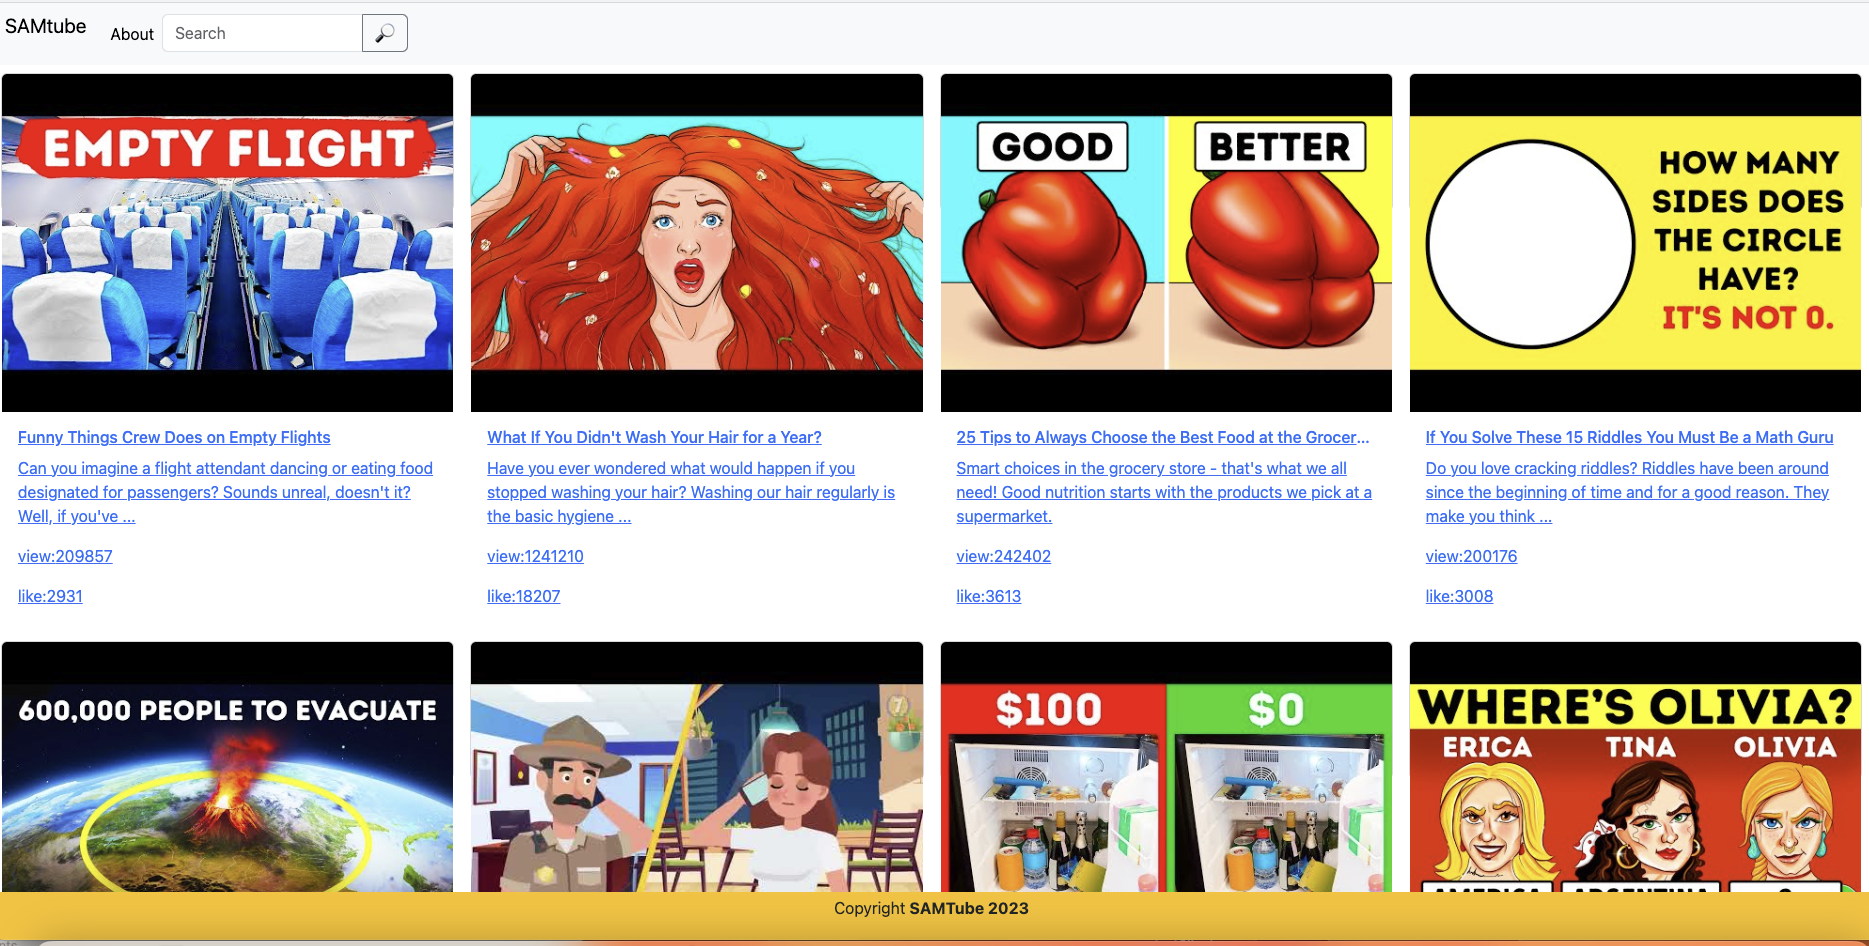 SAMtube
About
Search
EMPTY FLIGHT
GOOD
BETTER
HOW MANY
SIDES DOES
THE CIRCLE
HAVE?
IT'S NOT 0.
Funny Things Crew Does on Empty Flights
Can you imagine a flight attendant dancing or eating food
designated for passengers? Sounds unreal, doesn't it?
Well, if you've ...
view:209857
like:2931
What If You Didn't Wash Your Hair for a Year?
Have you ever wondered what would happen if you
stopped washing your hair? Washing our hair regularly is
the basic hygiene ...
view:1241210
like:18207
25 Tips to Always Choose the Best Food at the Grocer...
Smart choices in the grocery store - that's what we all
need! Good nutrition starts with the products we pick at a
supermarket.
view:242402
like:3613
If You Solve These 15 Riddles You Must Be a Math Guru
Do you love cracking riddles? Riddles have been around
since the beginning of time and for a good reason. They
make you think ...
view:200176
like:3008
600,000 PEOPLE TO EVACUATE
7
$100
$0
WHERE'S OLIVIA?
ERICA
TINA
OLIVIA
AMERICA
ARGENTINA
Copyright SAMTube 2023